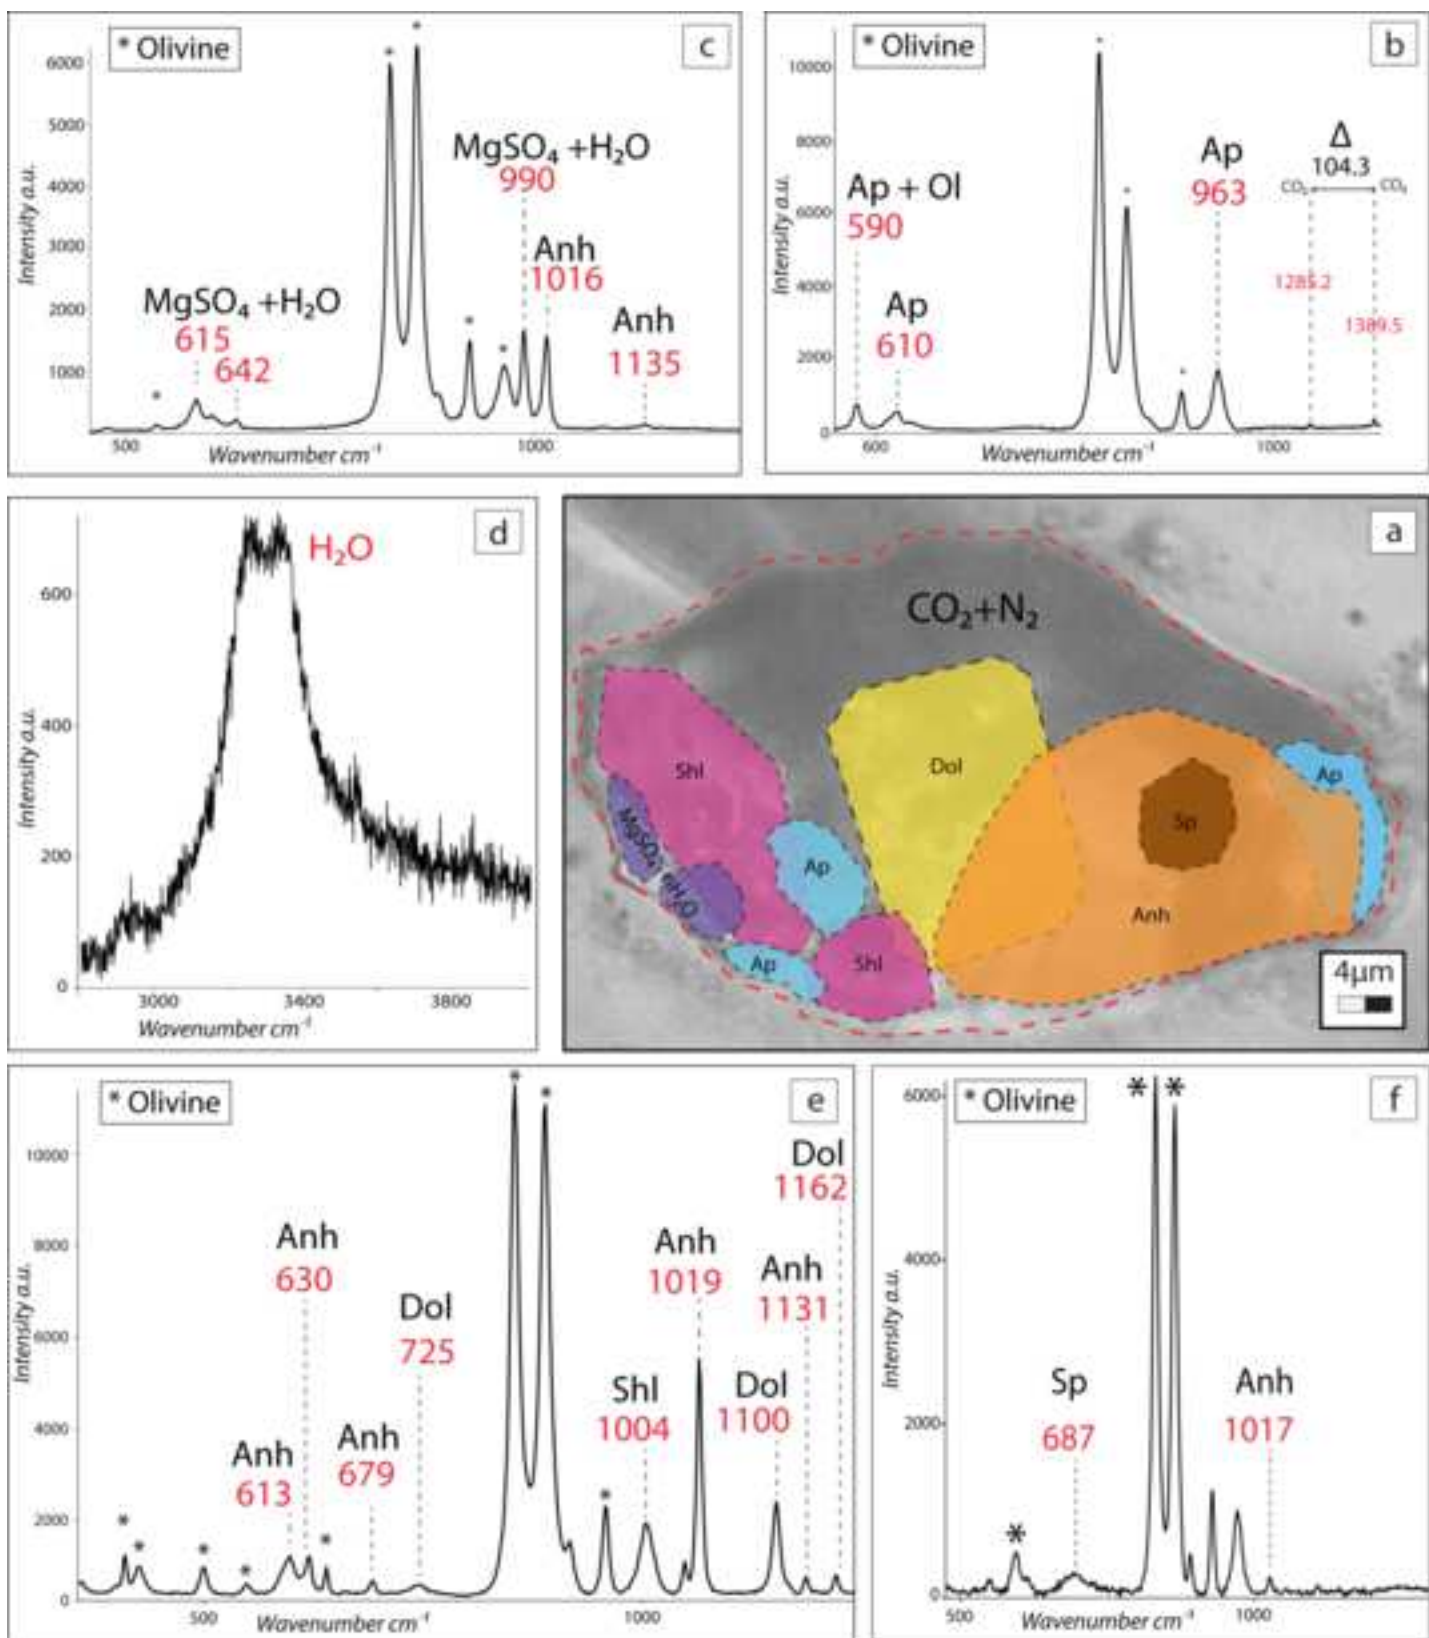 * Olivine
c
6000
5000
4000
3000
2000
1000
Intensity a.u.
MgSO₄ +H₂O
990
Anh
1016
MgSO₄ +H₂O
615
642
Anh
1135
500
1000
Wavenumber cm⁻¹
* Olivine
b
10000
8000
6000
4000
2000
0
Intensity a.u.
Ap + Ol
590
Ap
610
Ap
963
Δ
104.3
1389.5
600
1000
Wavenumber cm⁻¹
d
H₂O
600
400
200
0
Intensity a.u.
3000
3400
3800
Wavenumber cm⁻¹
a
CO₂+N₂
Shl
Dol
Ap
Sp
MgSO₄
Ap
Anh
Ap
Shl
4μm
* Olivine
e
10000
8000
6000
4000
2000
0
Intensity a.u.
Dol
1162
Anh
630
Anh
1019
Anh
1131
Dol
725
Shl
1004
Dol
1100
Anh
613
Anh
679
500
1000
Wavenumber cm⁻¹
* Olivine
f
6000
4000
2000
0
Intensity a.u.
Sp
687
Anh
1017
500
1000
Wavenumber cm⁻¹